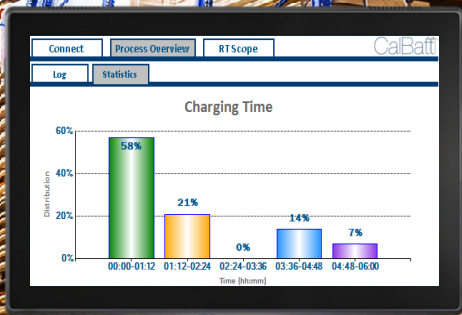 Connect Process Overview RT Scope CalBatt
Log Statistics
Charging Time
60%
58%
40%
21%
20%
14%
7%
0%
0%
Distribution
00:00-01:12 01:12-02:24 02:24-03:36 03:36-04:48 04:48-06:00
Time (hh:mm)